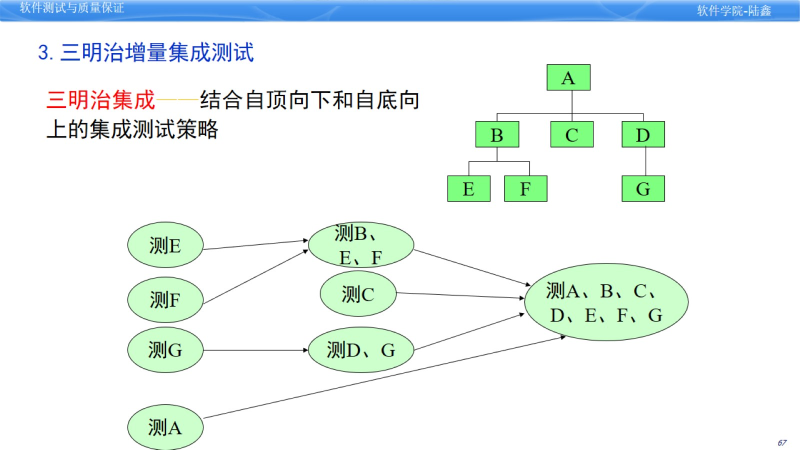 软件测试与质量保证
软件学院-陆鑫
3.三明治增量集成测试
三明治集成——结合自顶向下和自底向
上的集成测试策略
A
B
C
D
E
F
G
测E
测B、
E、F
测F
测C
测A、B、C、
D、E、F、G
测G
测D、G
测A
67